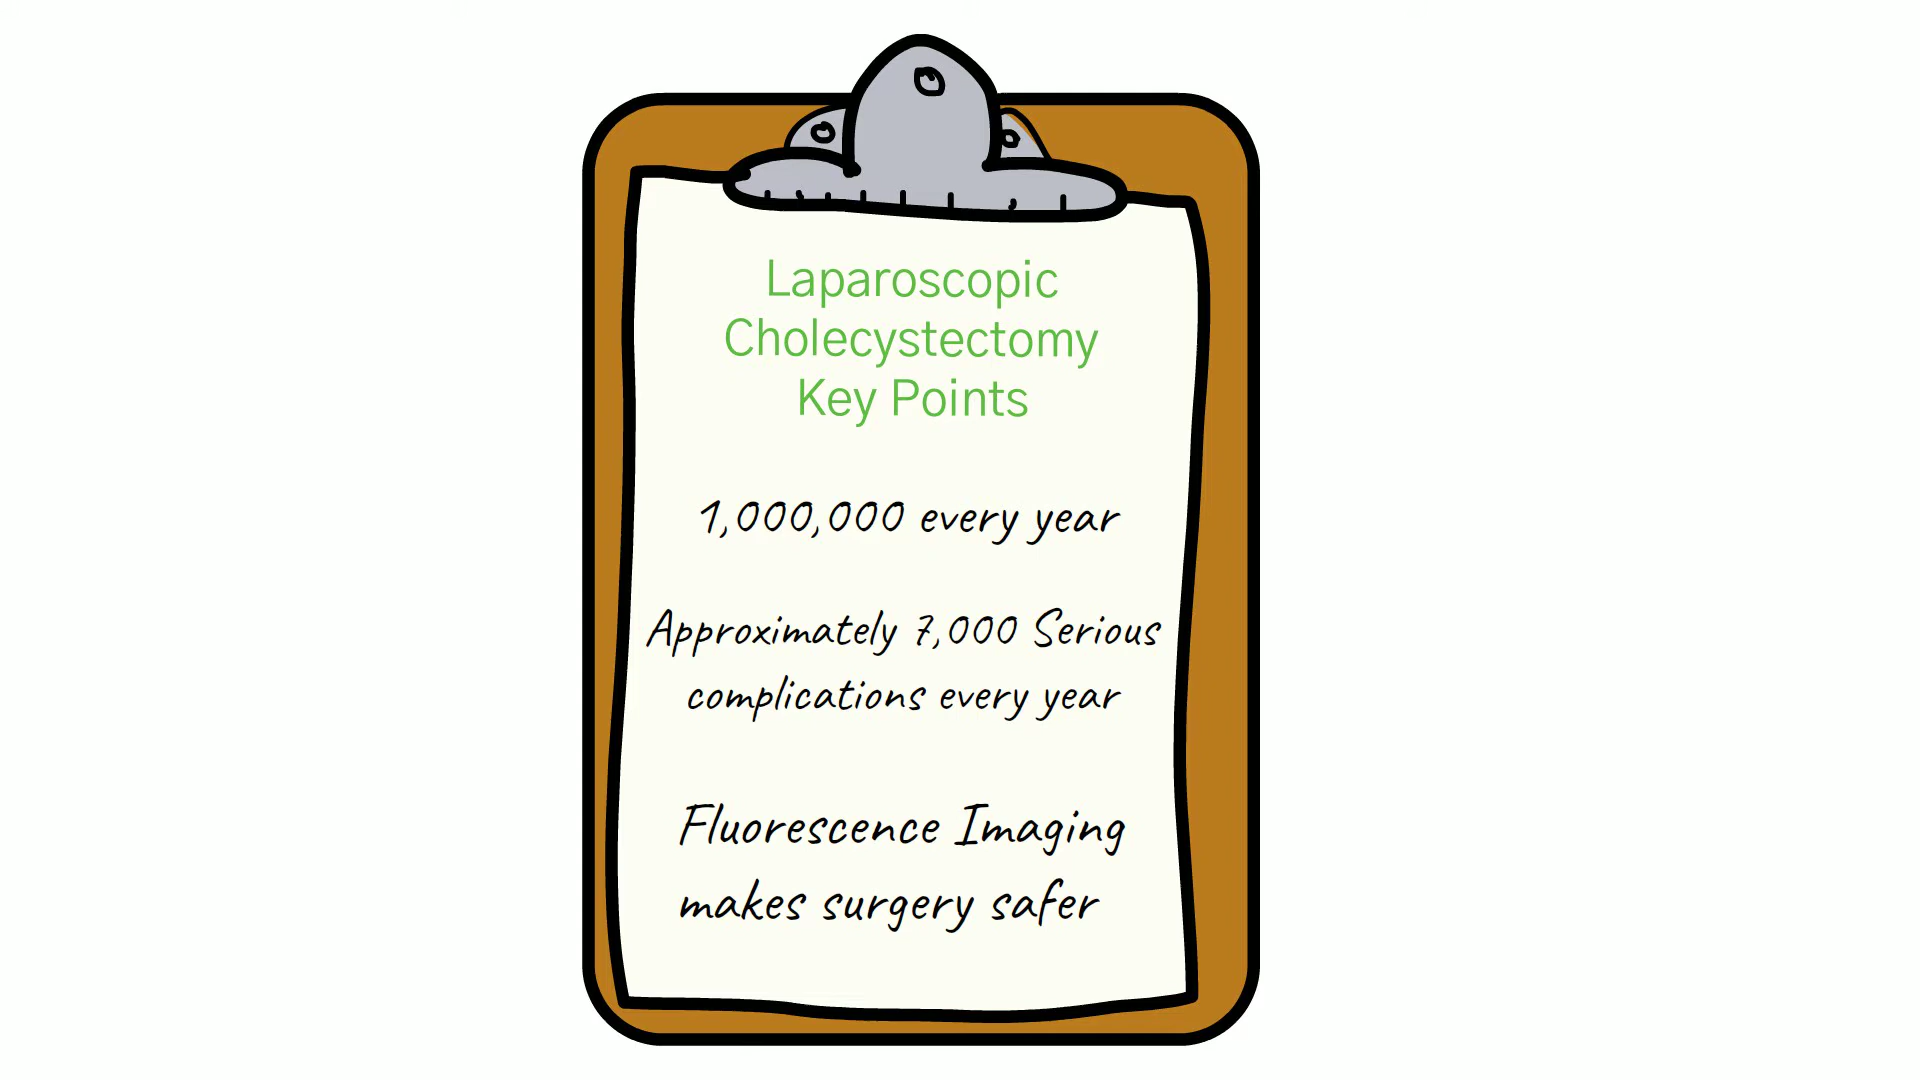 Laparoscopic
Cholecystectomy
Key Points
1,000,000 every year
Approximately 7,000 Serious
complications every year
Fluorescence Imaging
makes surgery safer